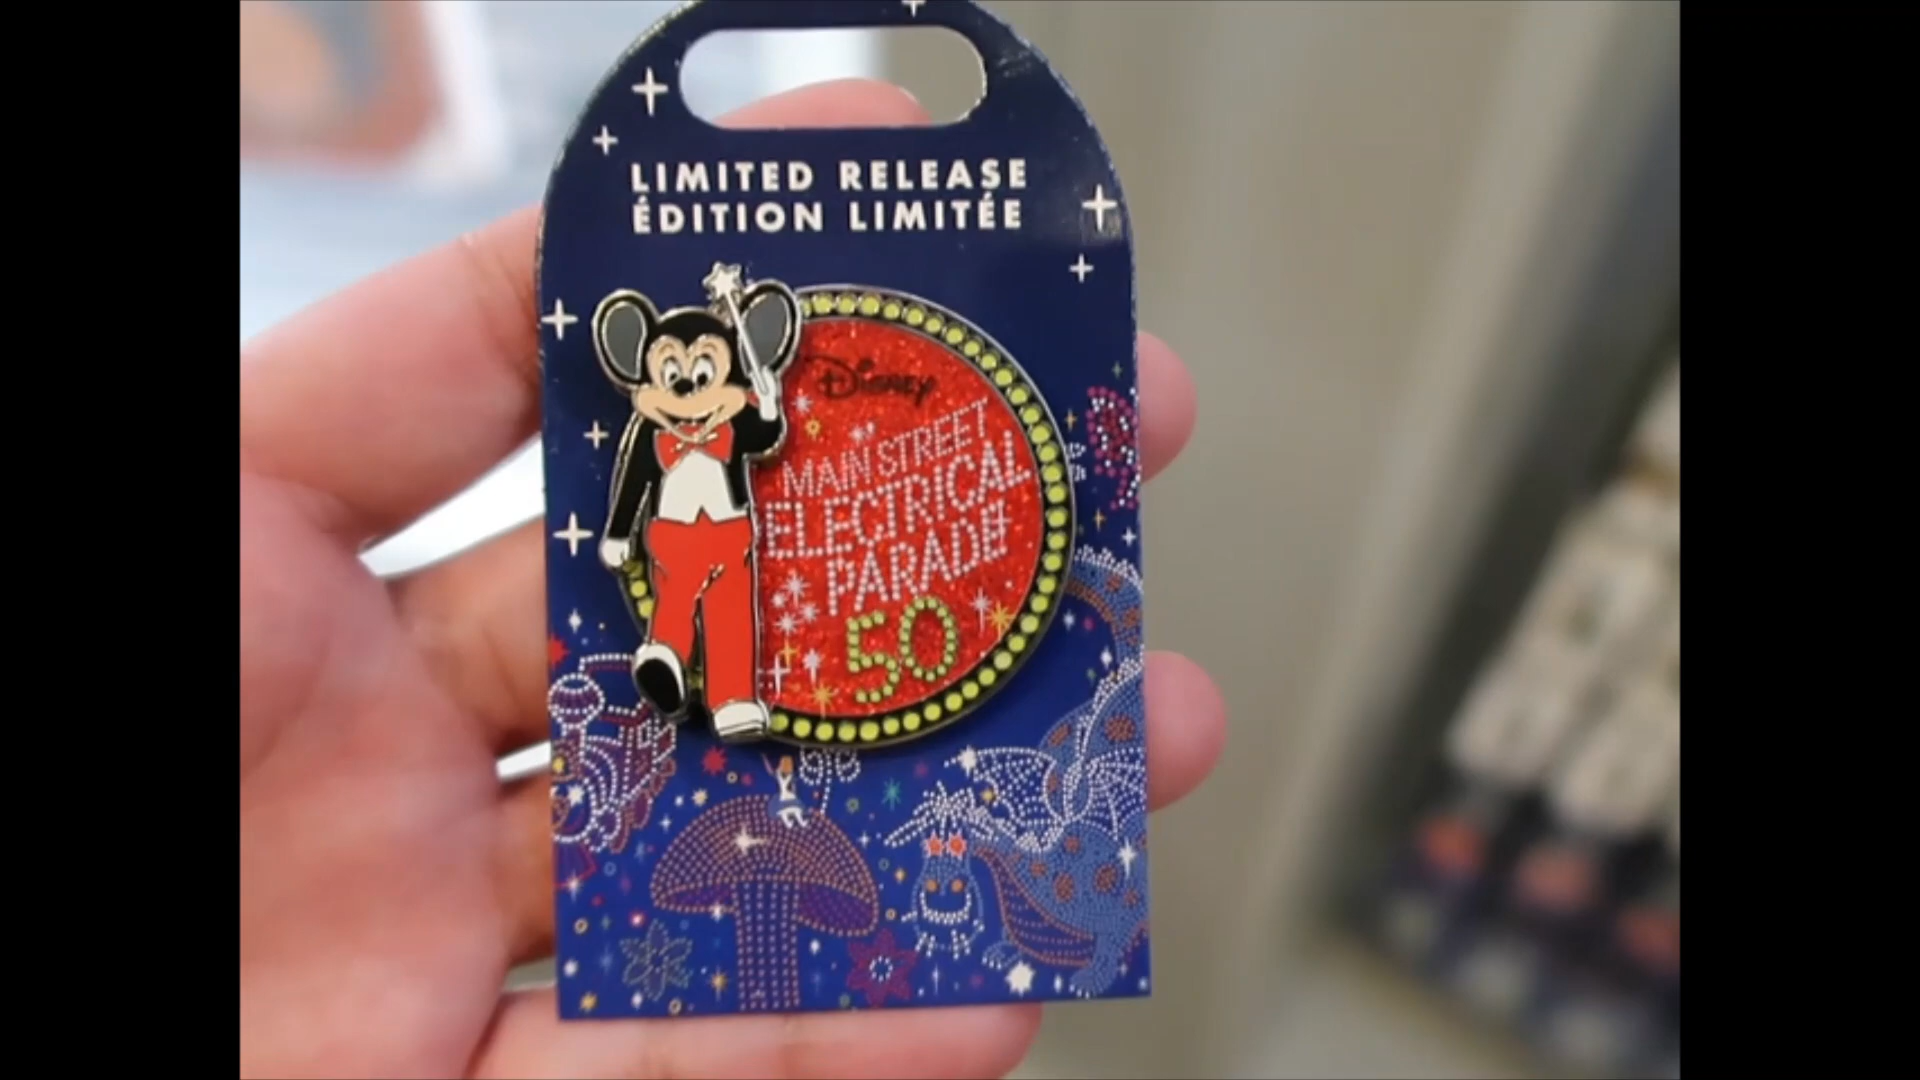 LIMITED RELEASE
ÉDITION LIMITÉE
Disney
MAIN STREET
ELECTRICAL
PARADE
50